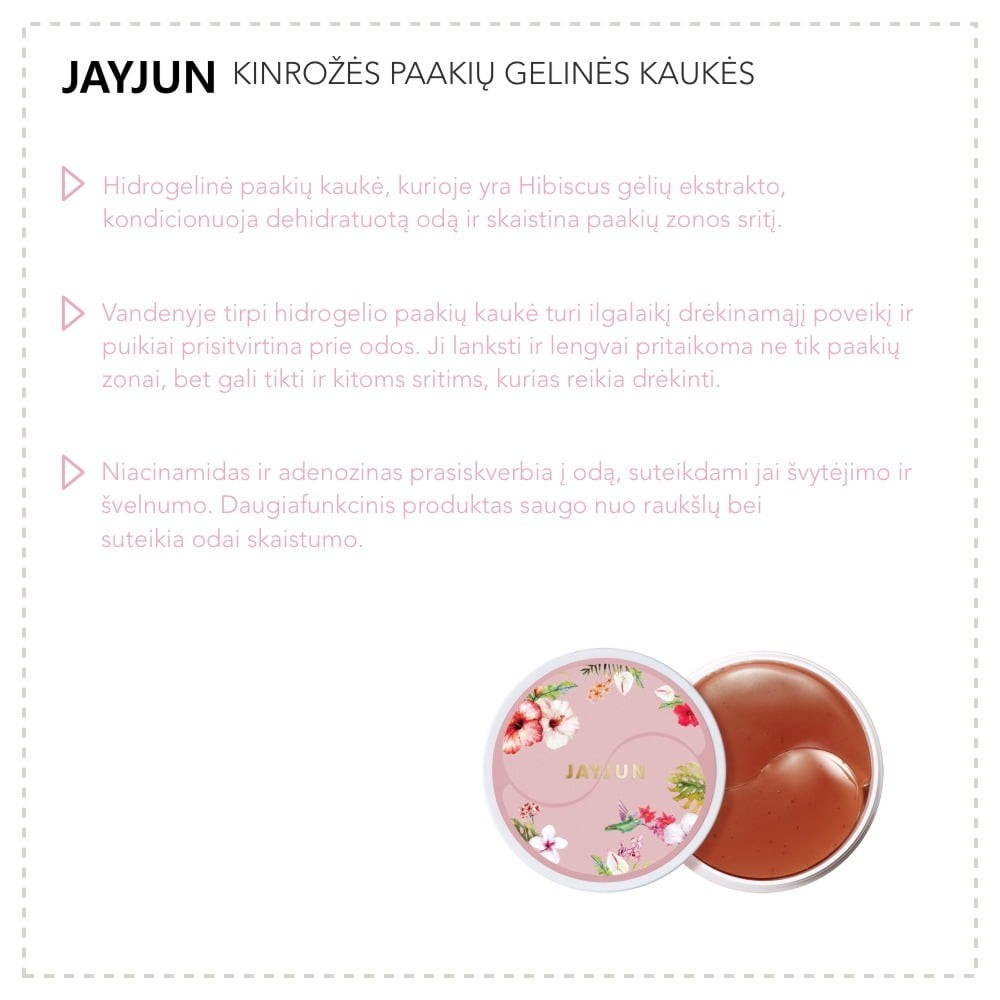 JAYJUN KINROŽĖS PAAKIŲ GELINĖS KAUKĖS
Hidrogelinė paakių kaukė, kurioje yra Hibiscus gėlių ekstrakto,
kondicionuoja dehidratuotą odą ir skaistina paakių zonos sritį.
Vandenyje tirpi hidrogelio paakių kaukė turi ilgalaikį drėkinamąjį poveikį ir
puikiai prisitvirtina prie odos. Ji lanksti ir lengvai pritaikoma ne tik paakių
zonai, bet gali tikti ir kitoms sritims, kurias reikia drėkinti.
Niacinamidas ir adenozinas prasiskverbia į odą, suteikdami jai švytėjimo ir
švelnumo. Daugiafunkcinis produktas saugo nuo raukšlų bei
suteikia odai skaistumo.
JAYJUN